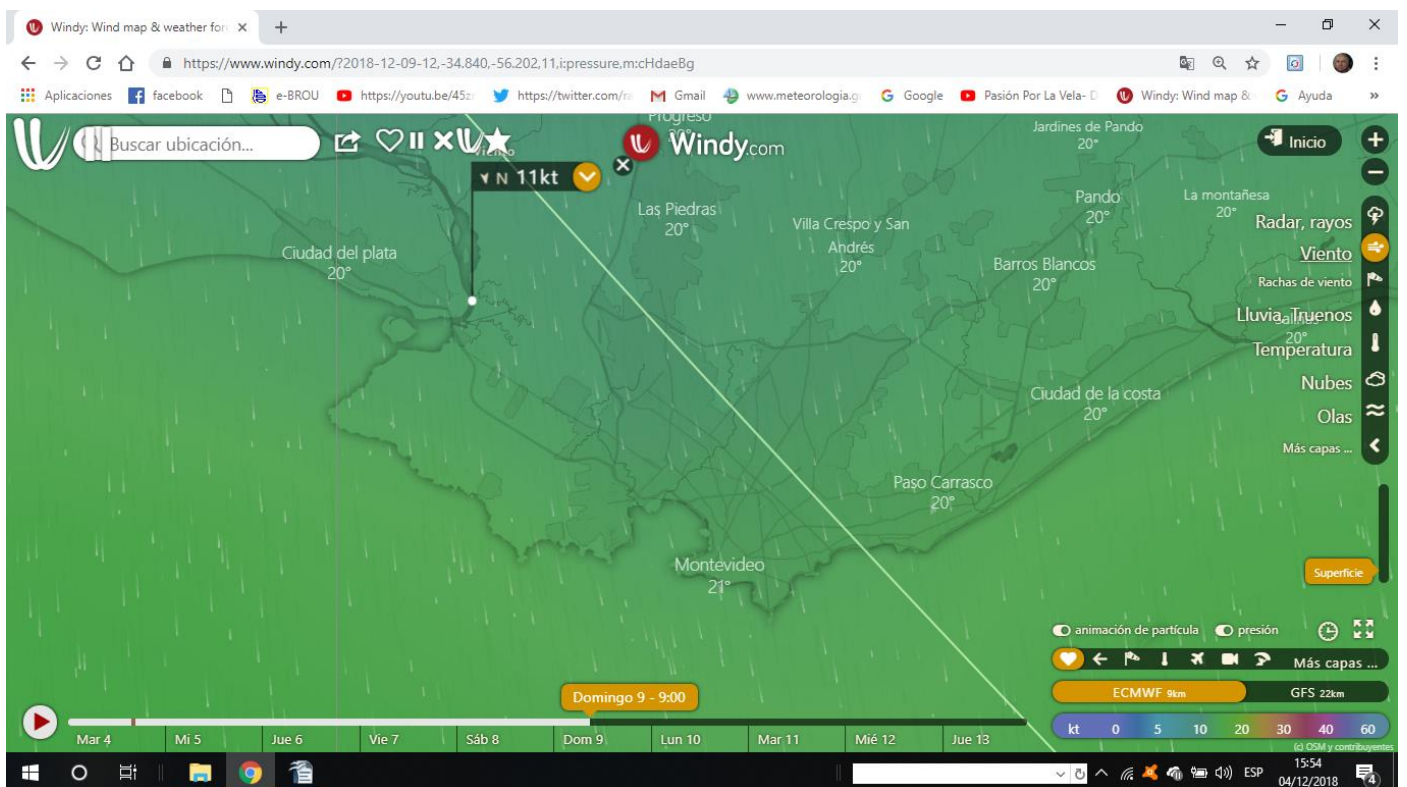 Windy: Wind map & weather for
https://www.windy.com/?2018-12-09-12,-34.840,-56.202,11,i:pressure,m:cHdaeBg
Aplicaciones facebook e-BROU https://youtu.be/45z https://twitter.com/ra Gmail www.meteorologia.g Google Pasión Por La Vela- D Windy: Wind map & Ayuda »
Progreso
Buscar ubicación...
Windy.com
Jardines de Pando
20°
Inicio
N 11kt
Las Piedras
20°
Villa Crespo y San
Andrés
20°
Pando
20°
La montañesa
20°
Radar, rayos
Ciudad del plata
20°
Barros Blancos
20°
Viento
Rachas de viento
Lluvia, Truenos
20°
Temperatura
Nubes
Ciudad de la costa
20°
Olas
Más capas ...
Paso Carrasco
20°
Montevideo
21°
Superficie
animación de partícula presión
Más capas ...
Domingo 9 - 9:00
ECMWF 9km GFS 22km
Mar 4 Mi 5 Jue 6 Vie 7 Sáb 8 Dom 9 Lun 10 Mar 11 Mié 12 Jue 13
kt 0 5 10 20 30 40 60
(c) OSM y contribuyentes
ESP
15:54
04/12/2018
4